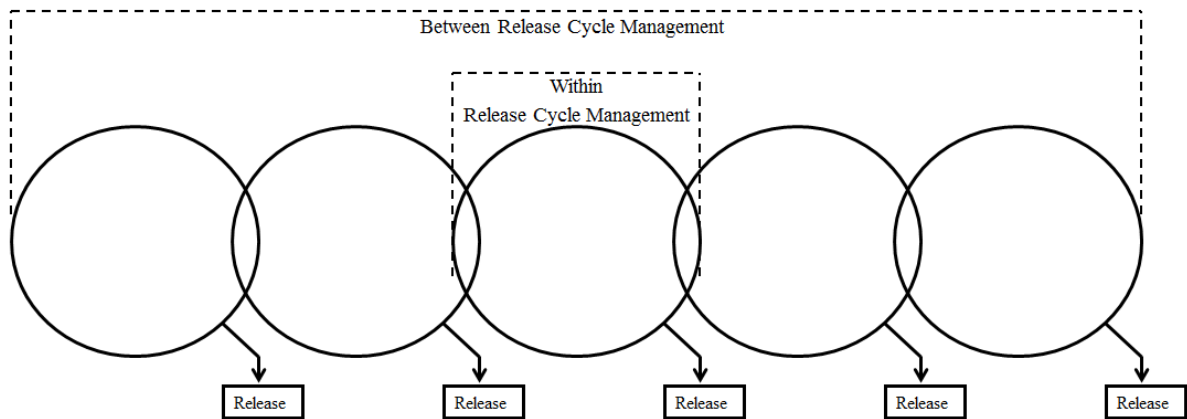 Between Release Cycle Management
Within
Release Cycle Management
Release
Release
Release
Release
Release